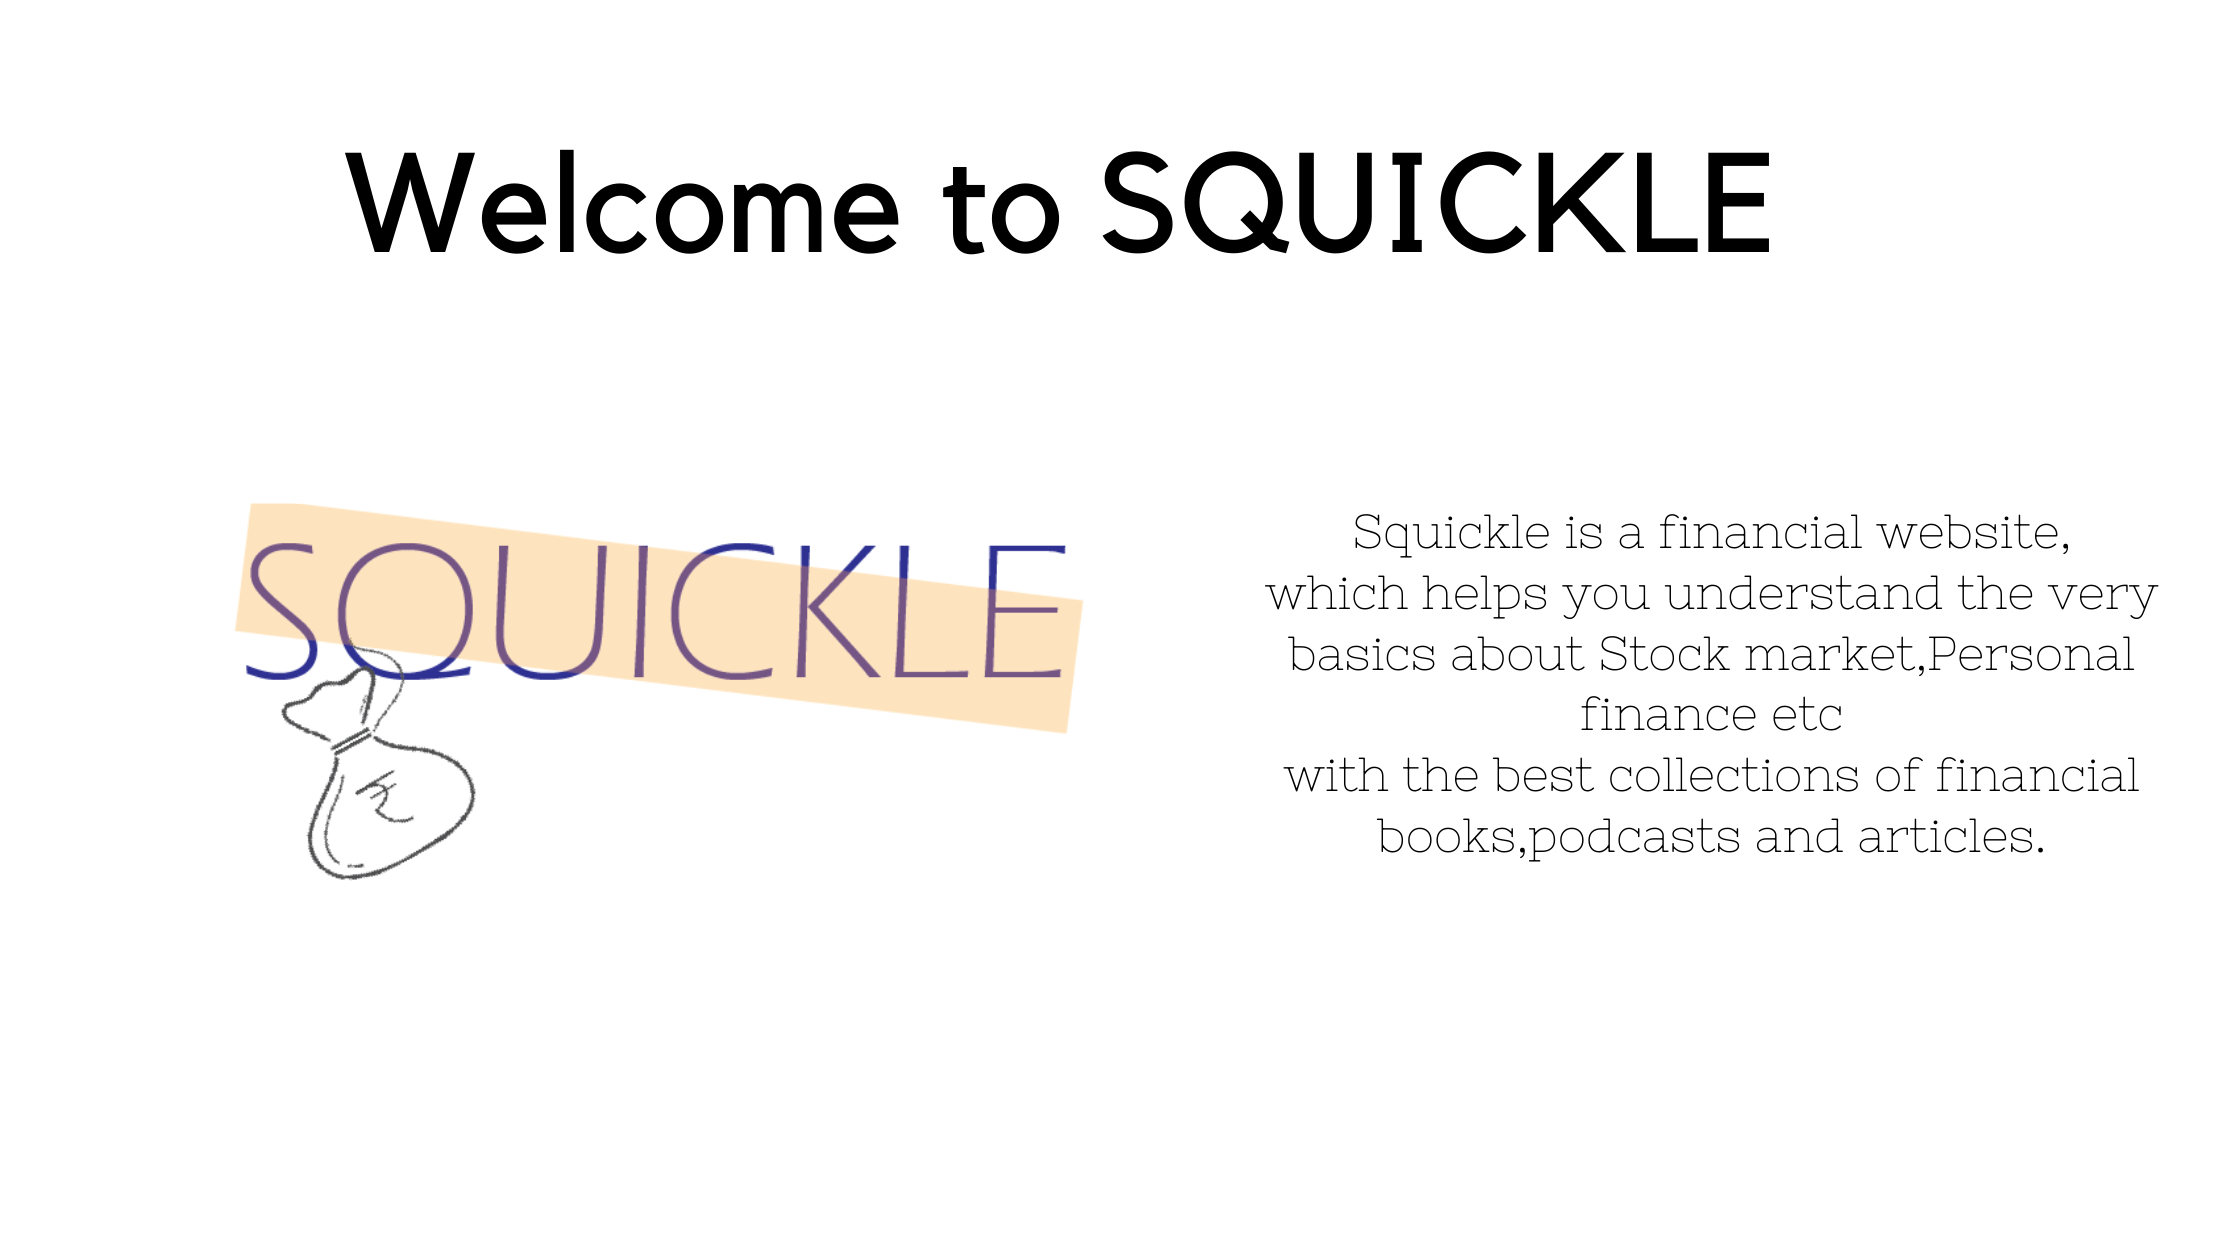 Welcome to SQUICKLE
SQUICKLE
₹
Squickle is a financial website,
which helps you understand the very
basics about Stock market,Personal
finance etc
with the best collections of financial
books,podcasts and articles.